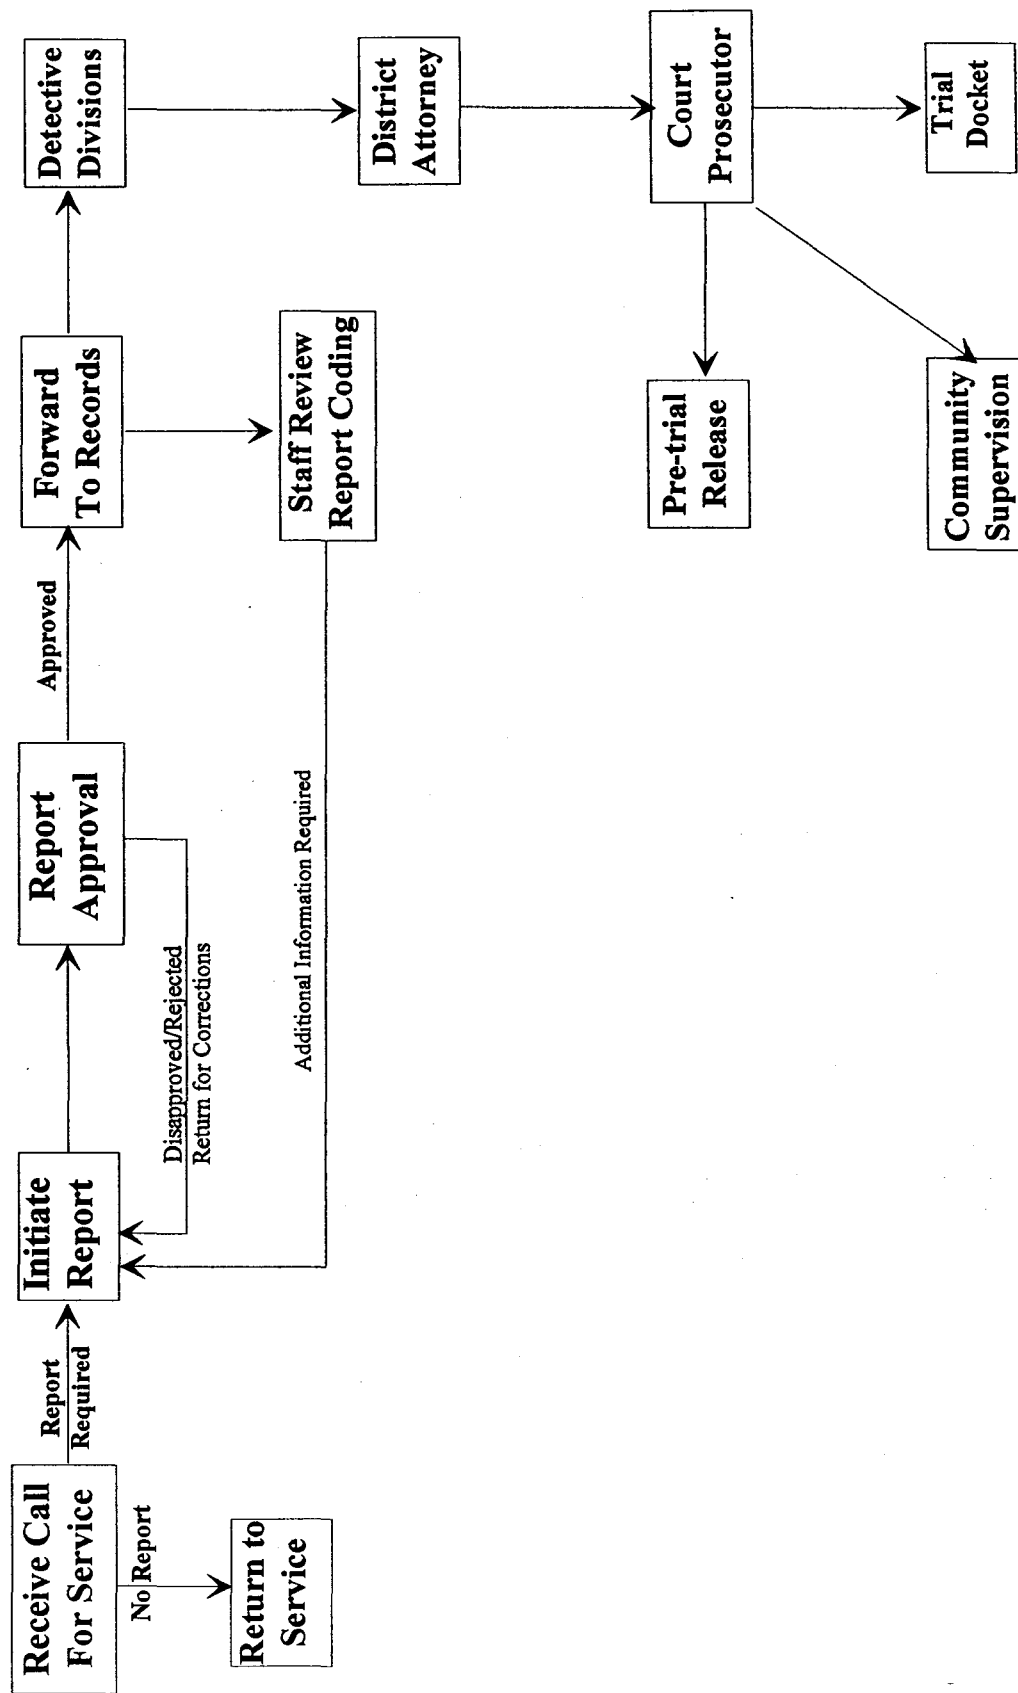 Receive Call
For Service
Report
Required
No Report
Return to
Service
Initiate
Report
Disapproved/Rejected
Return for Corrections
Additional Information Required
Report
Approval
Approved
Forward
To Records
Staff Review
Report Coding
Detective
Divisions
District
Attorney
Court
Prosecutor
Pre-trial
Release
Community
Supervision
Trial
Docket